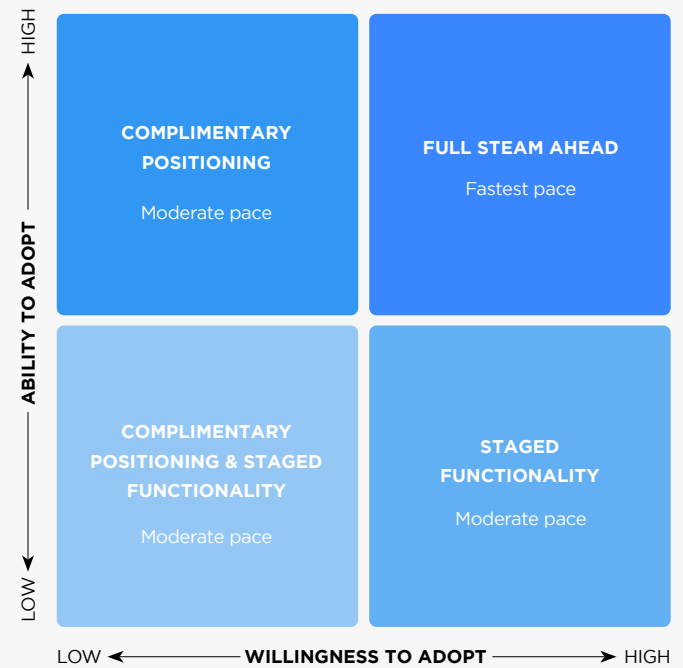 HIGH
ABILITY TO ADOPT
LOW
COMPLIMENTARY
POSITIONING
Moderate pace
FULL STEAM AHEAD
Fastest pace
COMPLIMENTARY
POSITIONING & STAGED
FUNCTIONALITY
Moderate pace
STAGED
FUNCTIONALITY
Moderate pace
LOW WILLINGNESS TO ADOPT HIGH